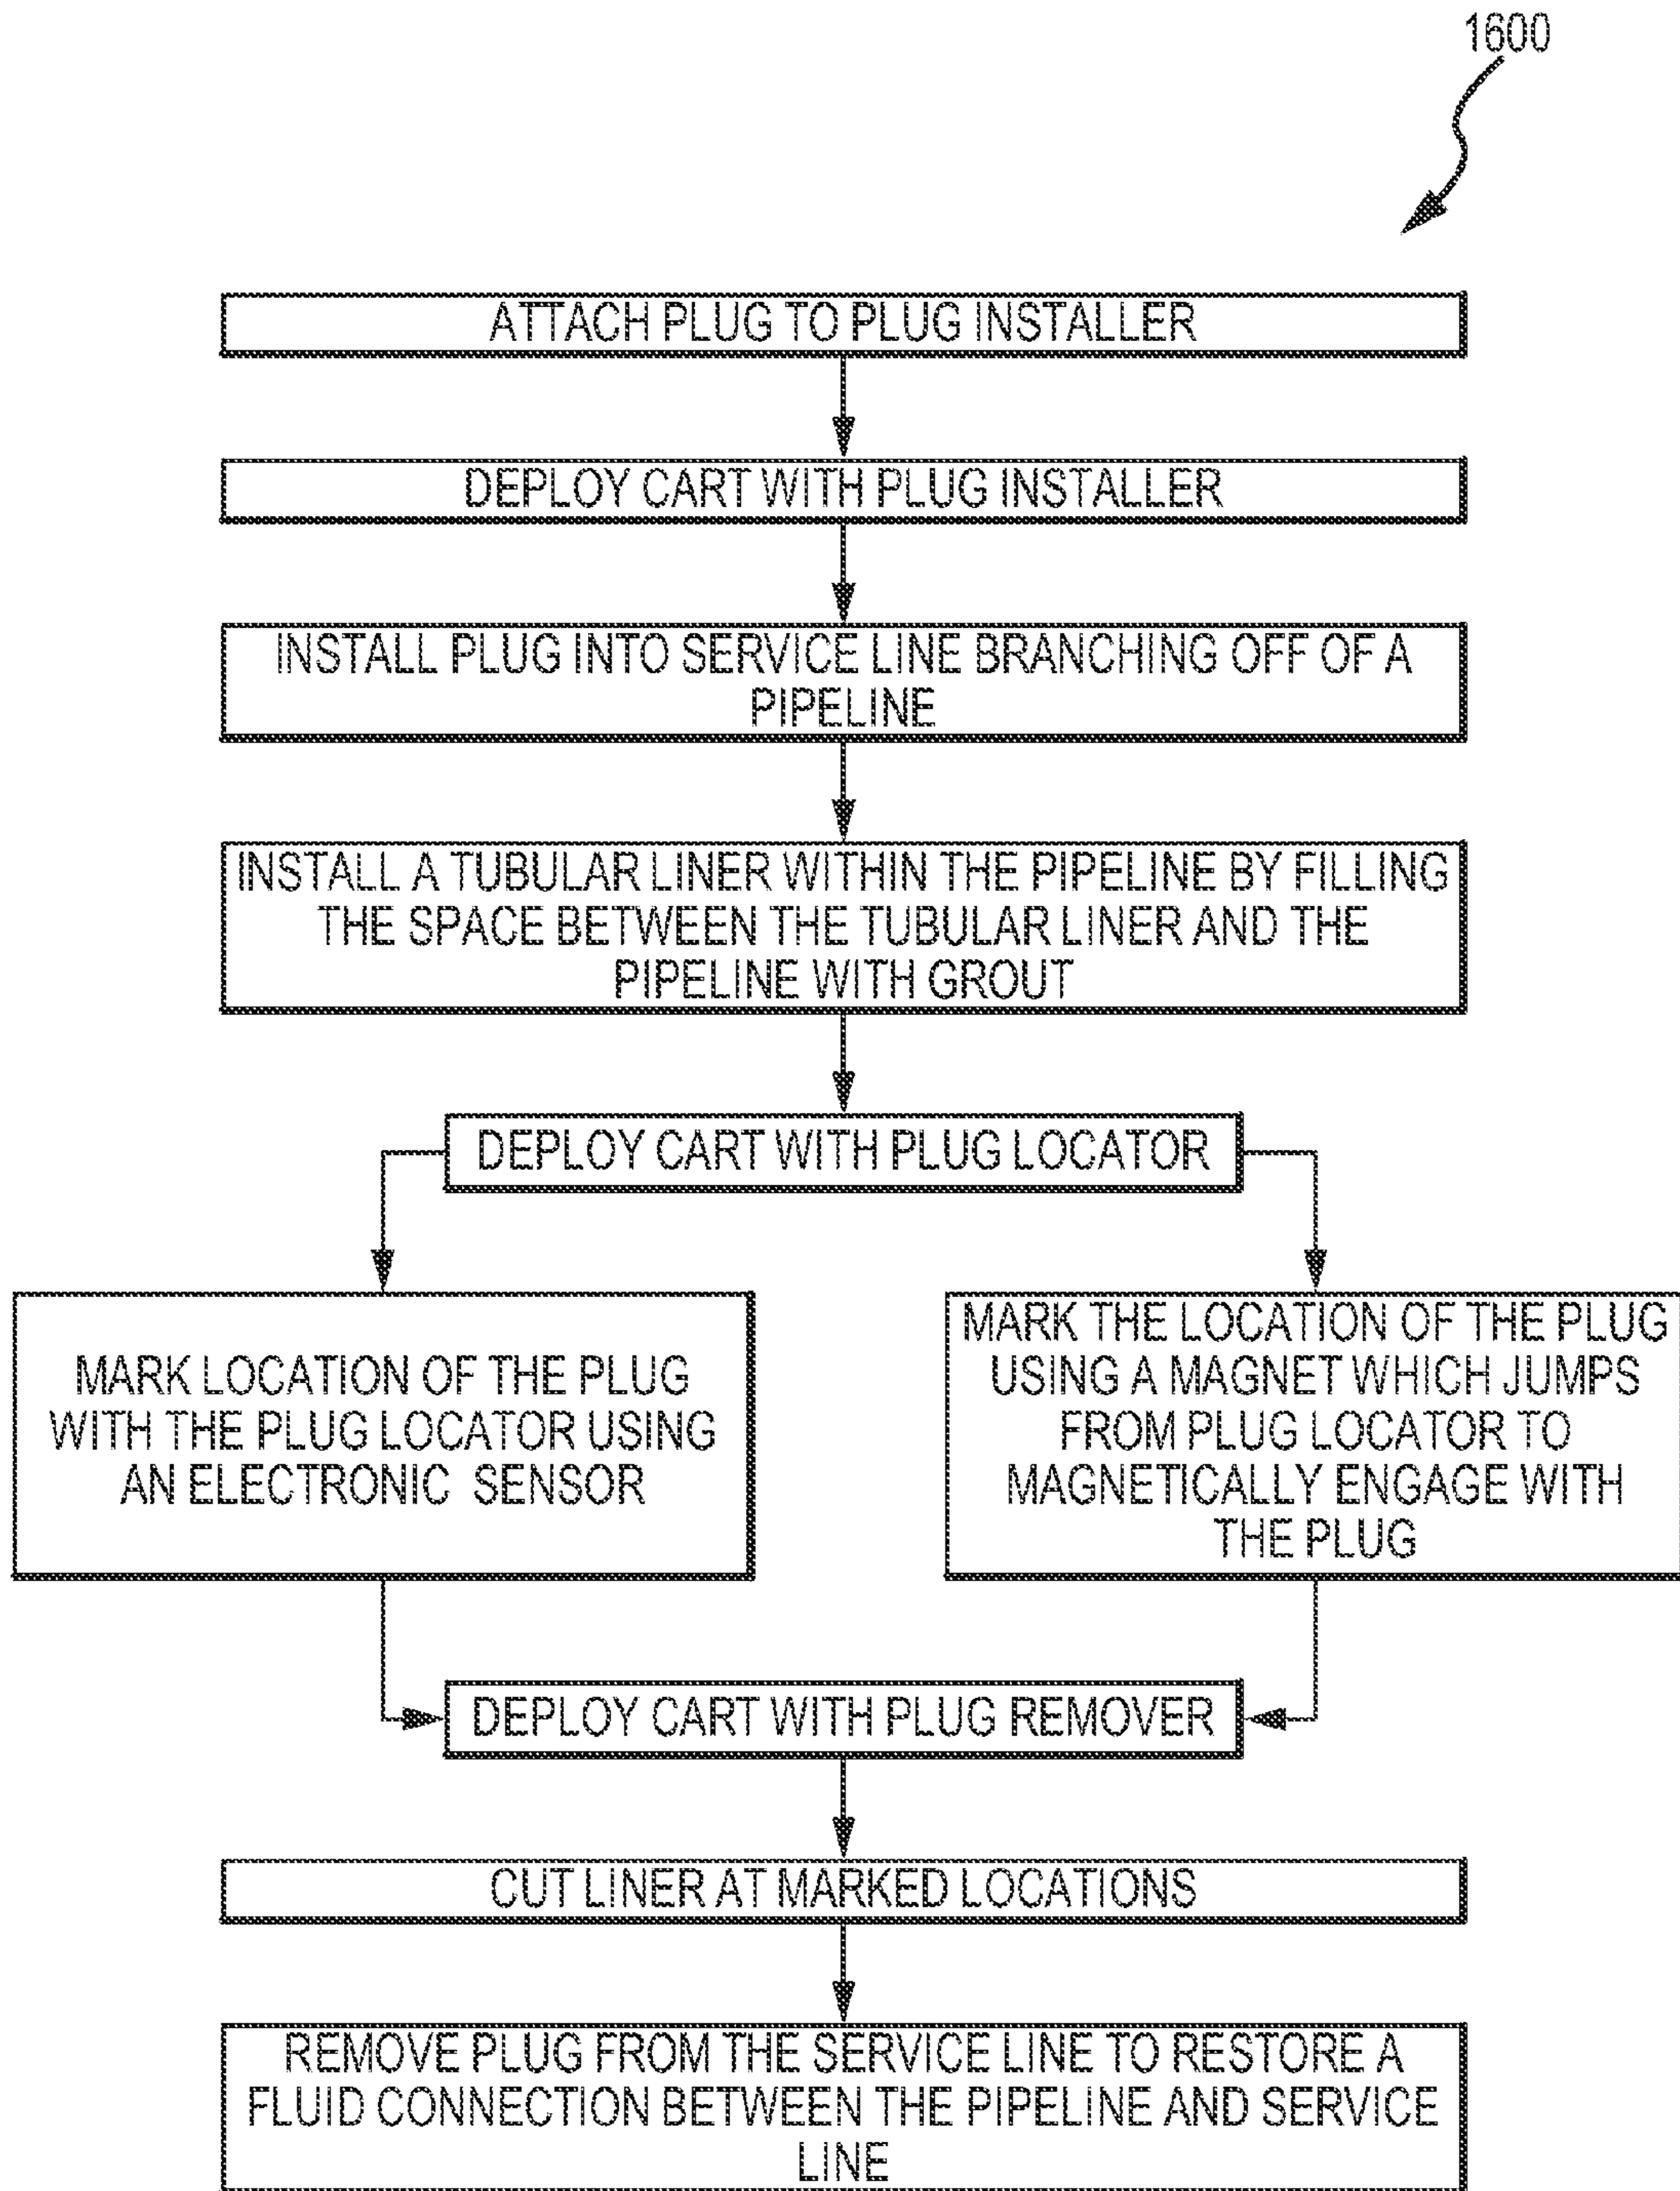 1600
ATTACH PLUG TO PLUG INSTALLER
DEPLOY CART WITH PLUG INSTALLER
INSTALL PLUG INTO SERVICE LINE BRANCHING OFF OF A
PIPELINE
INSTALL A TUBULAR LINER WITHIN THE PIPELINE BY FILLING
THE SPACE BETWEEN THE TUBULAR LINER AND THE
PIPELINE WITH GROUT
DEPLOY CART WITH PLUG LOCATOR
MARK LOCATION OF THE PLUG
WITH THE PLUG LOCATOR USING
AN ELECTRONIC SENSOR
MARK THE LOCATION OF THE PLUG
USING A MAGNET WHICH JUMPS
FROM PLUG LOCATOR TO
MAGNETICALLY ENGAGE WITH
THE PLUG
DEPLOY CART WITH PLUG REMOVER
CUT LINER AT MARKED LOCATIONS
REMOVE PLUG FROM THE SERVICE LINE TO RESTORE A
FLUID CONNECTION BETWEEN THE PIPELINE AND SERVICE
LINE